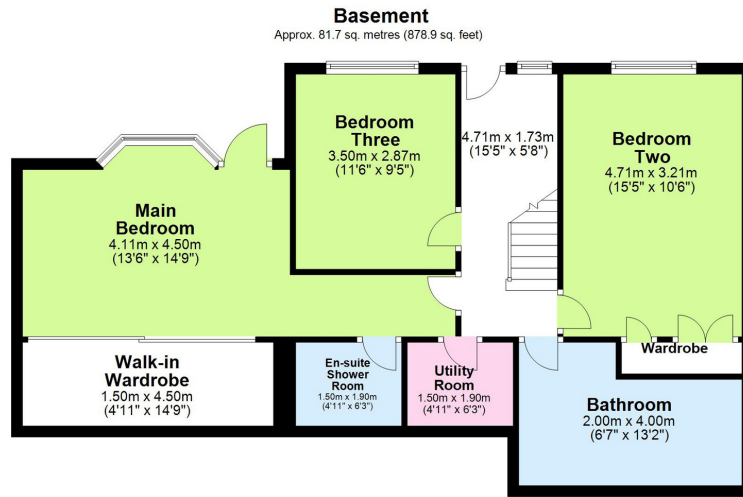 Basement
Approx. 81.7 sq. metres (878.9 sq. feet)
Bedroom
Three
3.50m x 2.87m
(11'6" x 9'5")
4.71m x 1.73m
(15'5" x 5'8")
Bedroom
Two
4.71m x 3.21m
(15'5" x 10'6")
Main
Bedroom
4.11m x 4.50m
(13'6" x 14'9")
Walk-in
Wardrobe
1.50m x 4.50m
(4'11" x 14'9")
En-suite
Shower
Room
1.50m x 1.90m
(4'11" x 6'3")
Utility
Room
1.50m x 1.90m
(4'11" x 6'3")
Wardrobe
Bathroom
2.00m x 4.00m
(6'7" x 13'2")